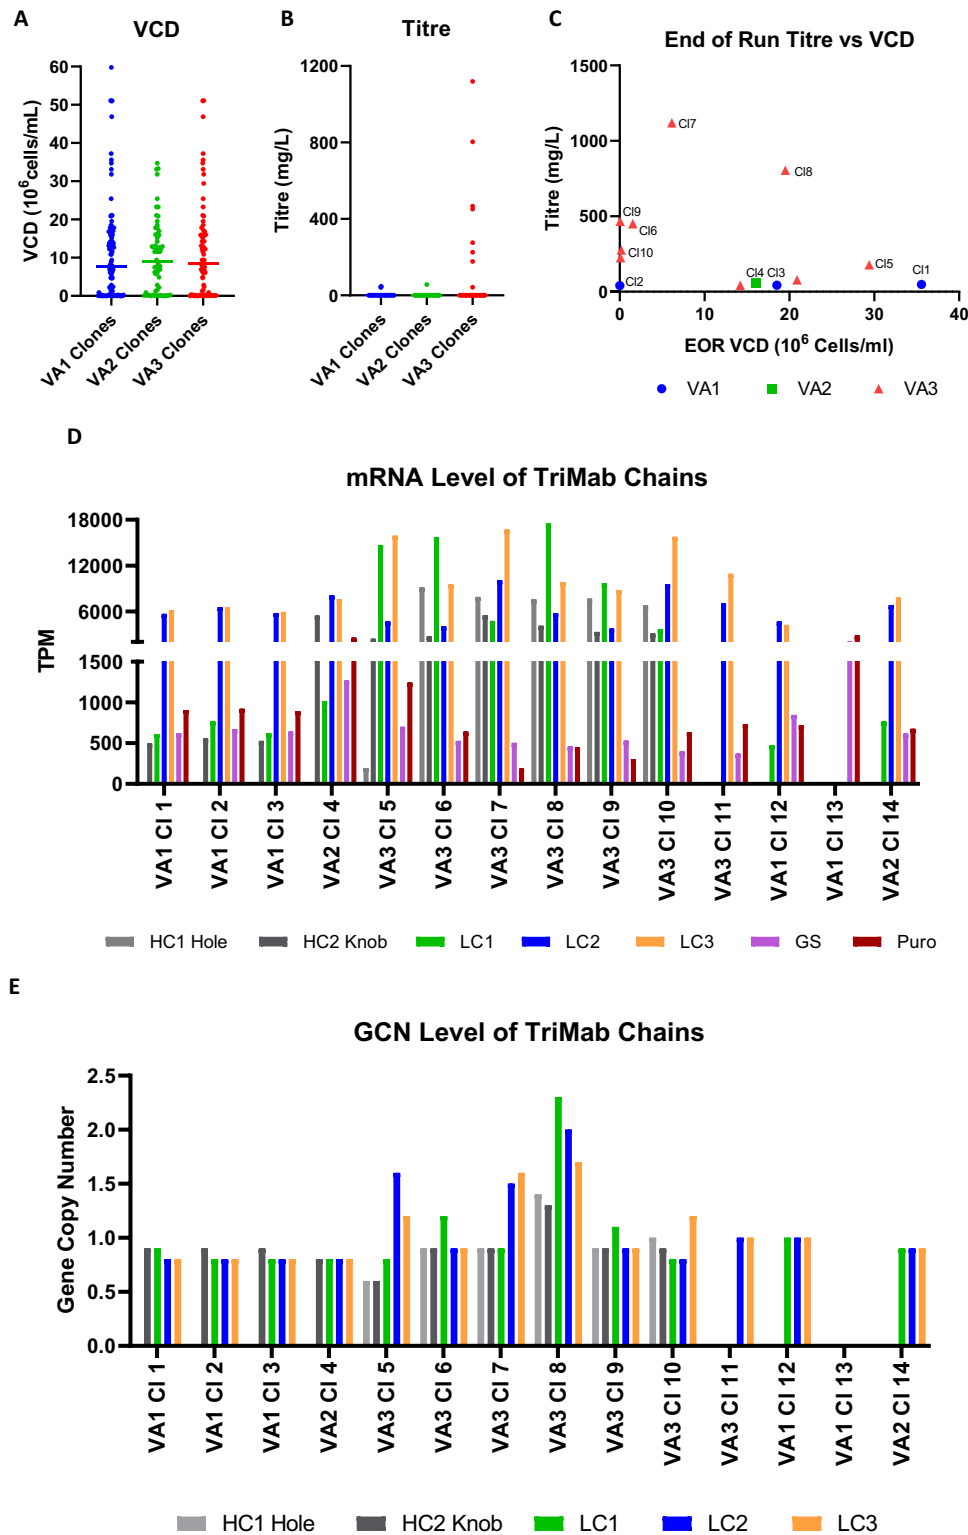 A
VCD
VCD (10⁶cells/mL)
60
50
40
30
20
10
0
VA1 Clones
VA2 Clones
VA3 Clones
B
Titre
Titre (mg/L)
1200
800
400
0
VA1 Clones
VA2 Clones
VA3 Clones
C
End of Run Titre vs VCD
Titre (mg/L)
1500
1000
500
0
Cl7
Cl8
Cl9
Cl6
Cl10
Cl5
Cl2
Cl4 Cl3
Cl1
0 10 20 30 40
EOR VCD (10⁶ Cells/ml)
VA1 VA2 VA3
D
mRNA Level of TriMab Chains
TPM
18000
12000
6000
1500
1000
500
0
VA1 Cl 1
VA1 Cl 2
VA1 Cl 3
VA2 Cl 4
VA3 Cl 5
VA3 Cl 6
VA3 Cl 7
VA3 Cl 8
VA3 Cl 9
VA3 Cl 10
VA3 Cl 11
VA1 Cl 12
VA1 Cl 13
VA2 Cl 14
HC1 Hole HC2 Knob LC1 LC2 LC3 GS Puro
E
GCN Level of TriMab Chains
Gene Copy Number
2.5
2.0
1.5
1.0
0.5
0.0
VA1 Cl 1
VA1 Cl 2
VA1 Cl 3
VA2 Cl 4
VA3 Cl 5
VA3 Cl 6
VA3 Cl 7
VA3 Cl 8
VA3 Cl 9
VA3 Cl 10
VA3 Cl 11
VA1 Cl 12
VA1 Cl 13
VA2 Cl 14
HC1 Hole HC2 Knob LC1 LC2 LC3